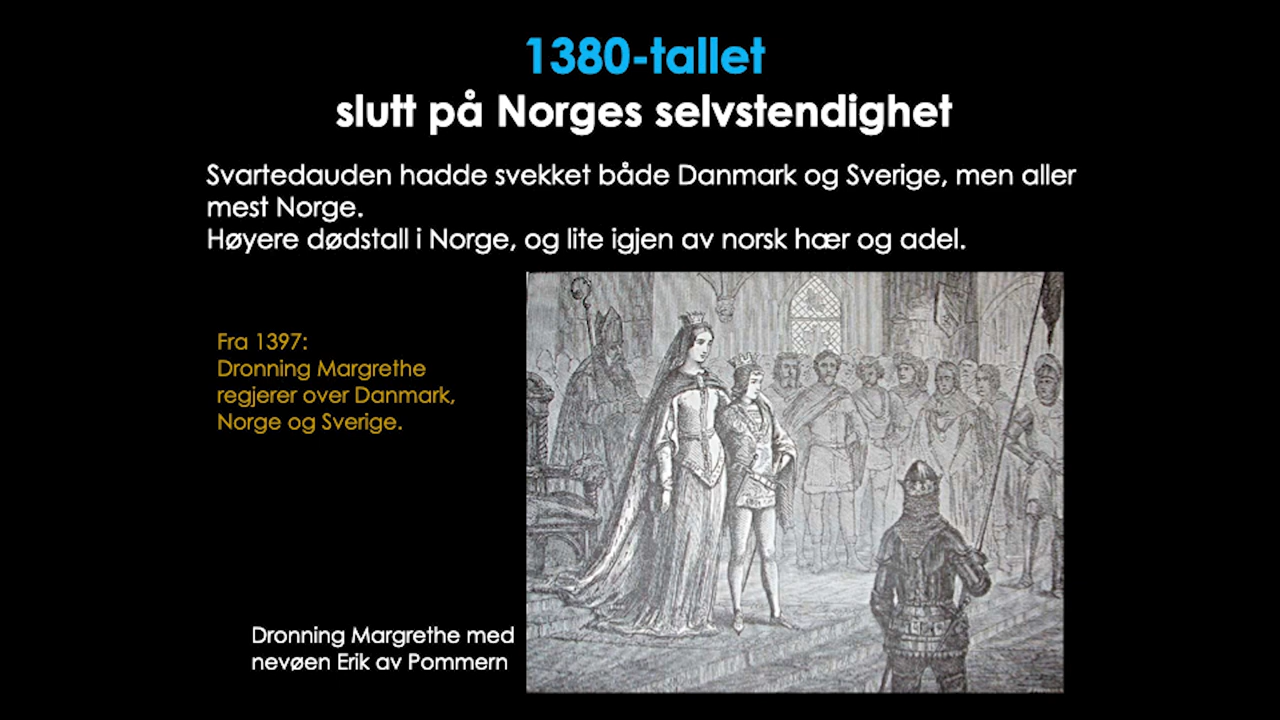 1380-tallet
slutt på Norges selvstendighet
Svartedauden hadde svekket både Danmark og Sverige, men aller
mest Norge.
Høyere dødstall i Norge, og lite igjen av norsk hær og adel.
Fra 1397:
Dronning Margrethe
regjerer over Danmark,
Norge og Sverige.
Dronning Margrethe med
nevøen Erik av Pommern